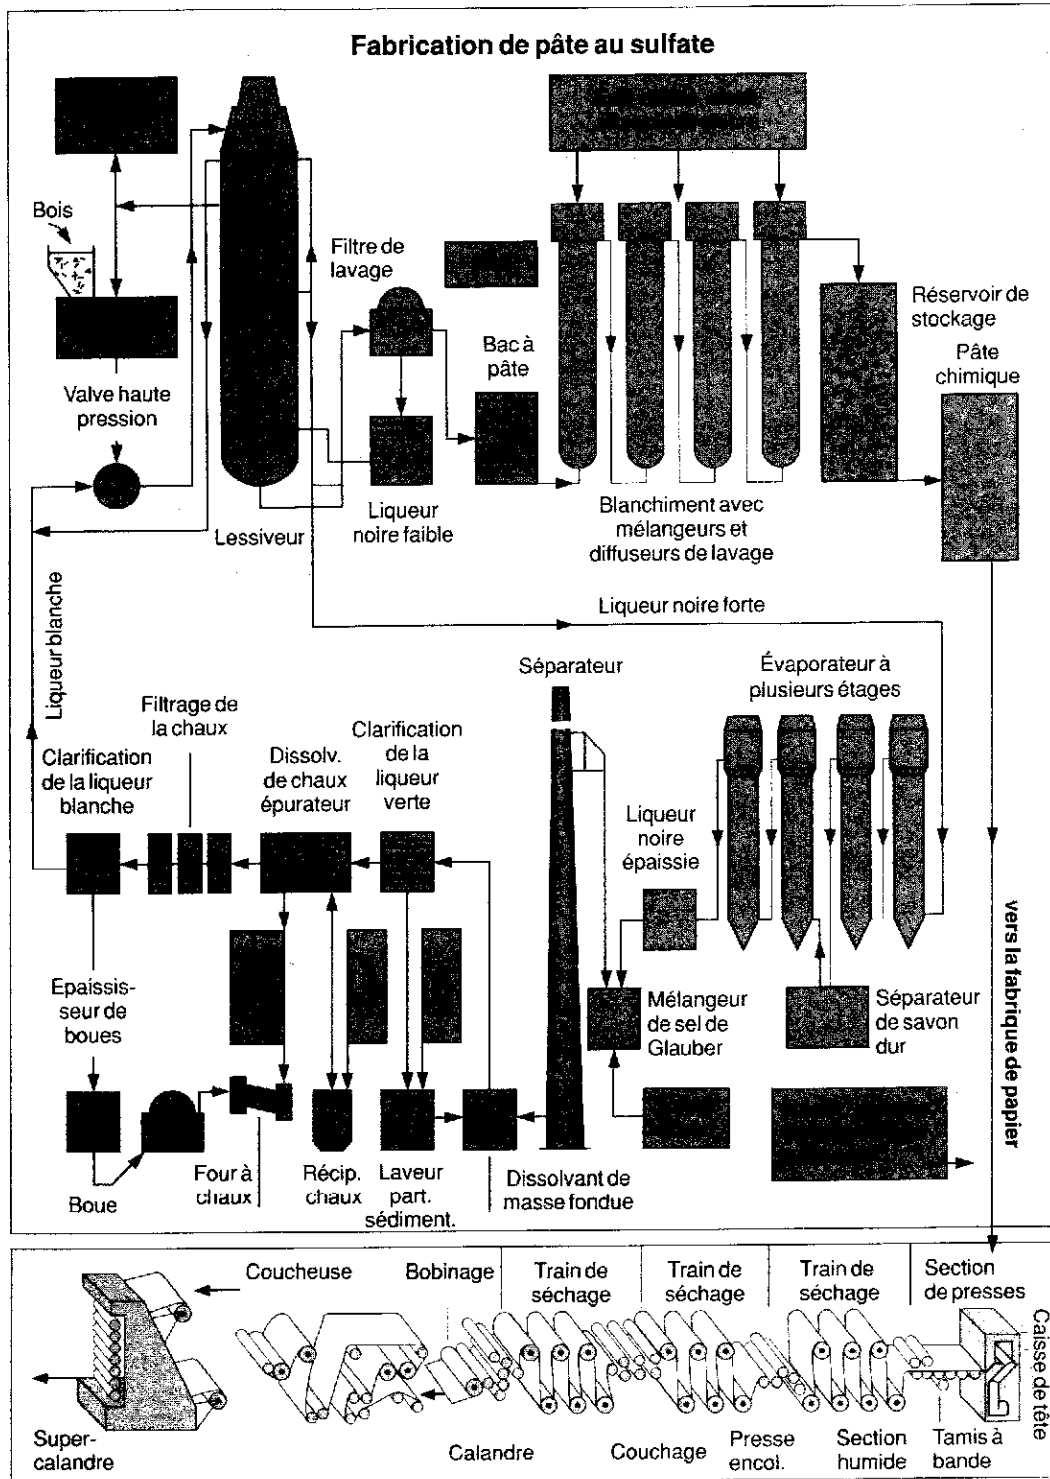 Fabrication de pâte au sulfate
Bois
Filtre de
lavage
Réservoir de
stockage
Bac à
pâte
Pâte
chimique
Valve haute
pression
Lessiveur
Liqueur
noire faible
Blanchiment avec
mélangeurs et
diffuseurs de lavage
Liqueur blanche
Liqueur noire forte
Séparateur
Évaporateur à
plusieurs étages
Filtrage de
la chaux
Clarification
de la liqueur
blanche
Dissolv.
de chaux
épurateur
Clarification
de la
liqueur
verte
Liqueur
noire
épaissie
vers la fabrique de papier
Epaissis-
seur de
boues
Mélangeur
de sel de
Glauber
Séparateur
de savon
dur
Boue
Four à
chaux
Récip.
chaux
Laveur
part.
sédiment.
Dissolvant de
masse fondue
Coucheuse
Bobinage
Train de
séchage
Train de
séchage
Train de
séchage
Section
de presses
Caisse de tête
Super-
calandre
Calandre
Couchage
Presse
encol.
Section
humide
Tamis à
bande